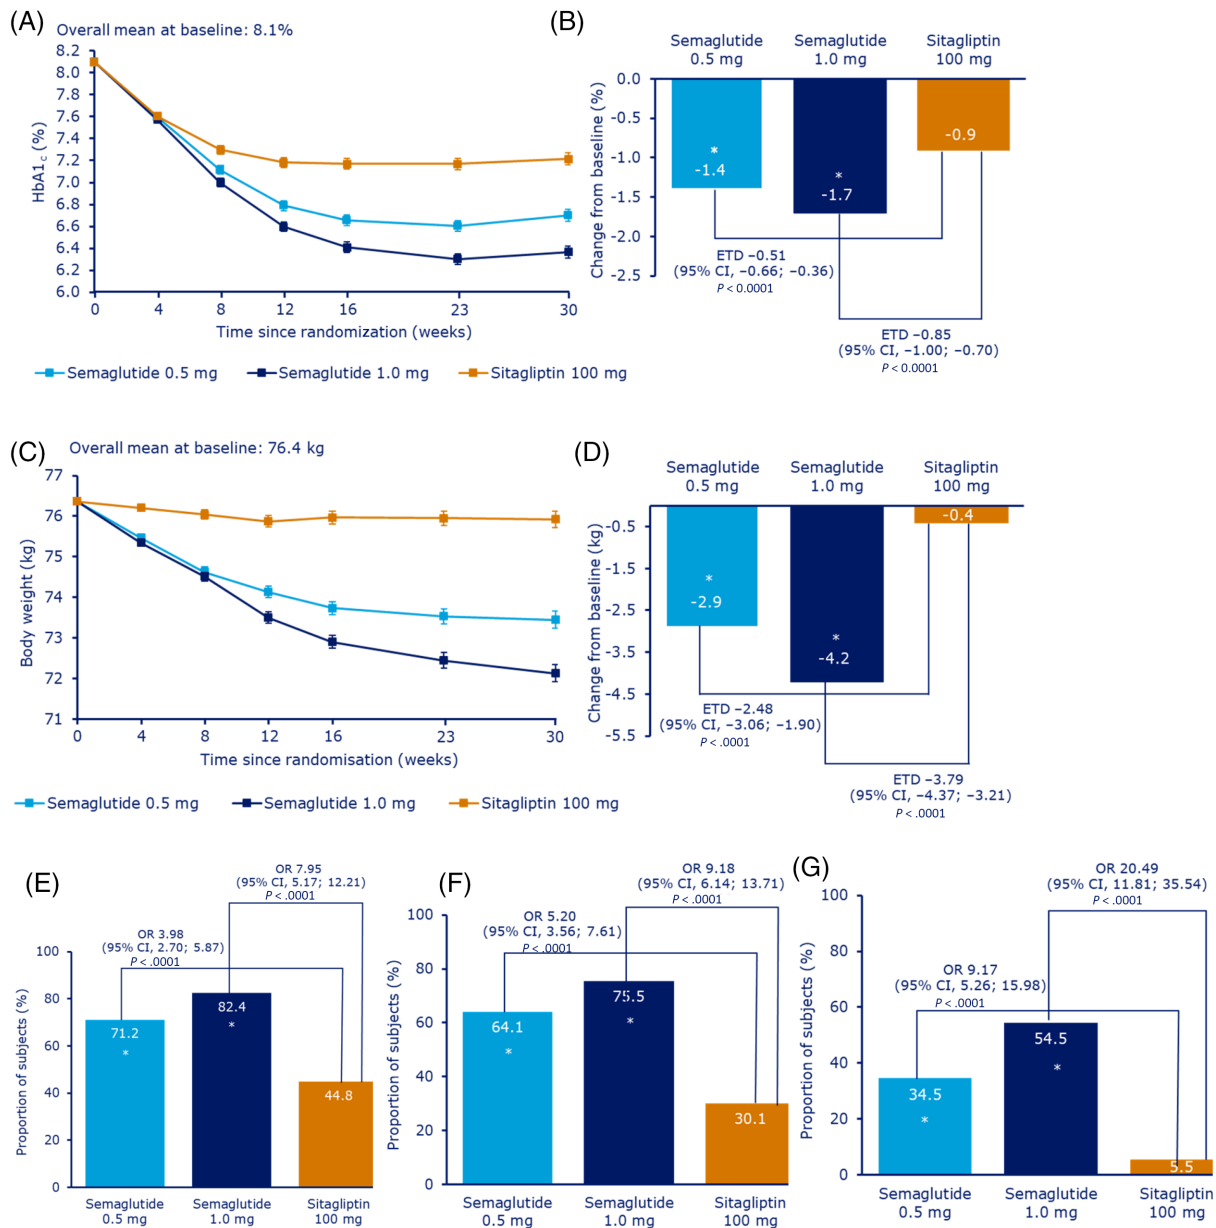 (A)
Overall mean at baseline: 8.1%
8.2
8.0
7.8
7.6
7.4
7.2
7.0
6.8
6.6
6.4
6.2
6.0
HbA1c (%)
0 4 8 12 16 23 30
Time since randomization (weeks)
Semaglutide 0.5 mg Semaglutide 1.0 mg Sitagliptin 100 mg
(B)
Semaglutide
0.5 mg
Semaglutide
1.0 mg
Sitagliptin
100 mg
0.0
-0.5
-1.0
-1.5
-2.0
-2.5
Change from baseline (%)
*
-1.4
*
-1.7
-0.9
ETD −0.51
(95% CI, −0.66; −0.36)
P < 0.0001
ETD −0.85
(95% CI, −1.00; −0.70)
P < 0.0001
(C)
Overall mean at baseline: 76.4 kg
77
76
75
74
73
72
71
Body weight (kg)
0 4 8 12 16 23 30
Time since randomisation (weeks)
Semaglutide 0.5 mg Semaglutide 1.0 mg Sitagliptin 100 mg
(D)
Semaglutide
0.5 mg
Semaglutide
1.0 mg
Sitagliptin
100 mg
-0.5
-1.5
-2.5
-3.5
-4.5
-5.5
Change from baseline (kg)
*
-2.9
*
-4.2
-0.4
ETD −2.48
(95% CI, −3.06; −1.90)
P < .0001
ETD −3.79
(95% CI, −4.37; −3.21)
P < .0001
(E)
OR 7.95
(95% CI, 5.17; 12.21)
P < .0001
OR 3.98
(95% CI, 2.70; 5.87)
P < .0001
100
80
60
40
20
0
Proportion of subjects (%)
71.2
*
82.4
*
44.8
Semaglutide
0.5 mg
Semaglutide
1.0 mg
Sitagliptin
100 mg
(F)
OR 9.18
(95% CI, 6.14; 13.71)
P < .0001
OR 5.20
(95% CI, 3.56; 7.61)
P < .0001
100
80
60
40
20
0
Proportion of subjects (%)
64.1
*
75.5
*
30.1
Semaglutide
0.5 mg
Semaglutide
1.0 mg
Sitagliptin
100 mg
(G)
OR 20.49
(95% CI, 11.81; 35.54)
P < .0001
OR 9.17
(95% CI, 5.26; 15.98)
P < .0001
100
80
60
40
20
0
Proportion of subjects (%)
34.5
*
54.5
*
5.5
Semaglutide
0.5 mg
Semaglutide
1.0 mg
Sitagliptin
100 mg